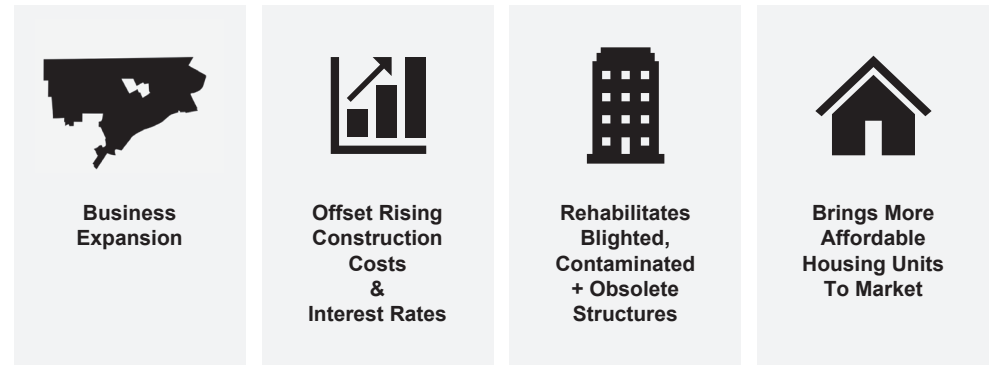 Business
Expansion
Offset Rising
Construction
Costs
&
Interest Rates
Rehabilitates
Blighted,
Contaminated
+ Obsolete
Structures
Brings More
Affordable
Housing Units
To Market